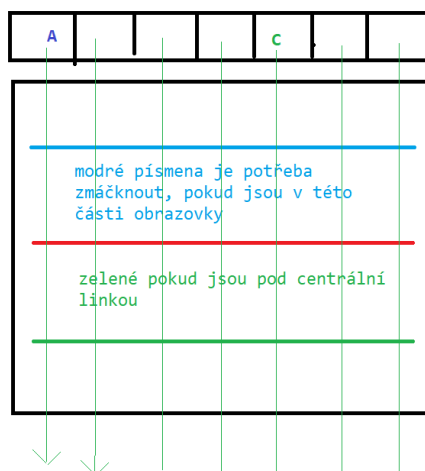 A C
modré písmena je potřeba
zmáčknout, pokud jsou v této
části obrazovky
zelené pokud jsou pod centrální
linkou